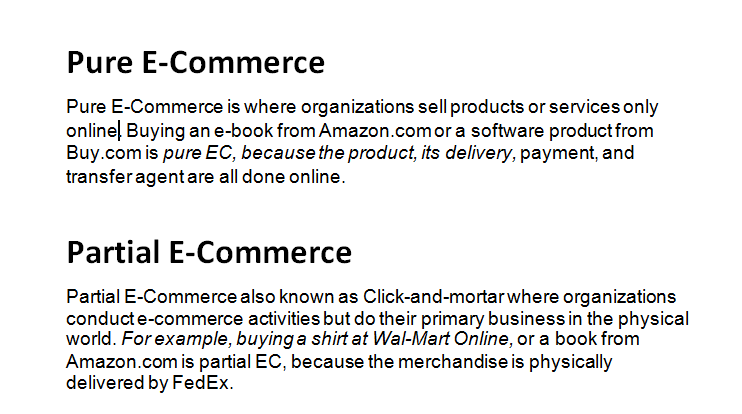 Pure E-Commerce
Pure E-Commerce is where organizations sell products or services only
online. Buying an e-book from Amazon.com or a software product from
Buy.com is pure EC, because the product, its delivery, payment, and
transfer agent are all done online.
Partial E-Commerce
Partial E-Commerce also known as Click-and-mortar where organizations
conduct e-commerce activities but do their primary business in the physical
world. For example, buying a shirt at Wal-Mart Online, or a book from
Amazon.com is partial EC, because the merchandise is physically
delivered by FedEx.